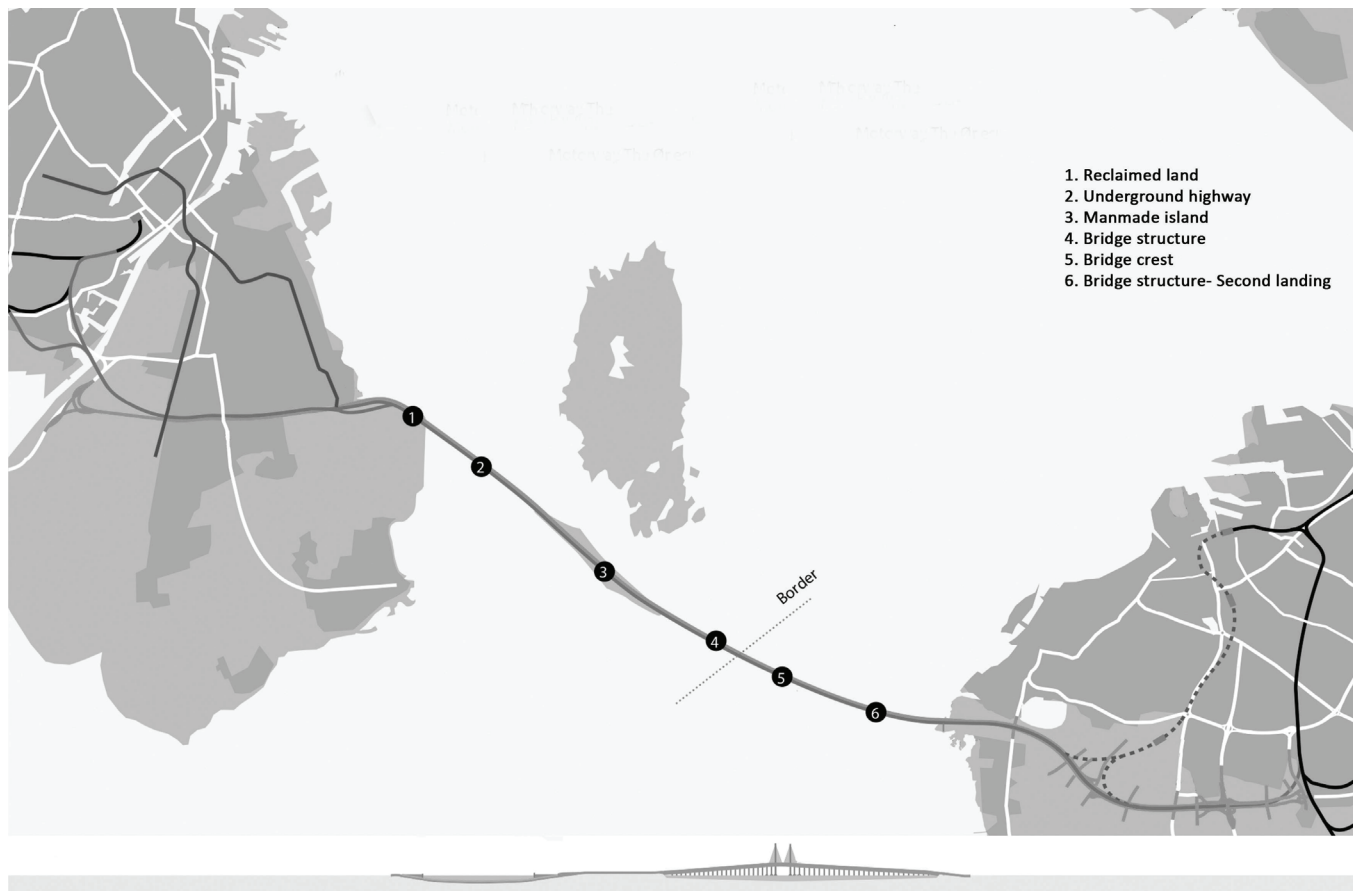 1. Reclaimed land
2. Underground highway
3. Manmade island
4. Bridge structure
5. Bridge crest
6. Bridge structure- Second landing
1
2
3
Border
4
5
6